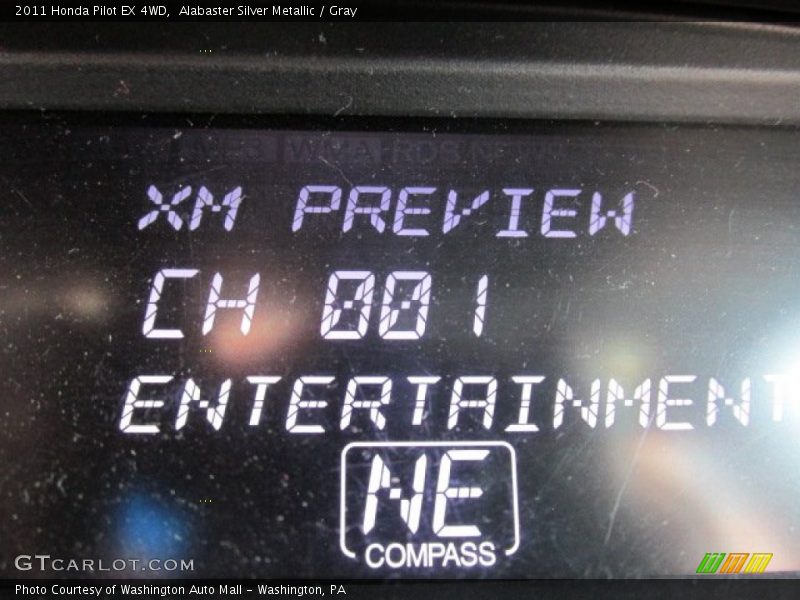 2011 Honda Pilot EX 4WD, Alabaster Silver Metallic / Gray
XM PREVIEW
CH 001
ENTERTAINMENT
NE
COMPASS
GTCARLOT.COM
Photo Courtesy of Washington Auto Mall - Washington, PA